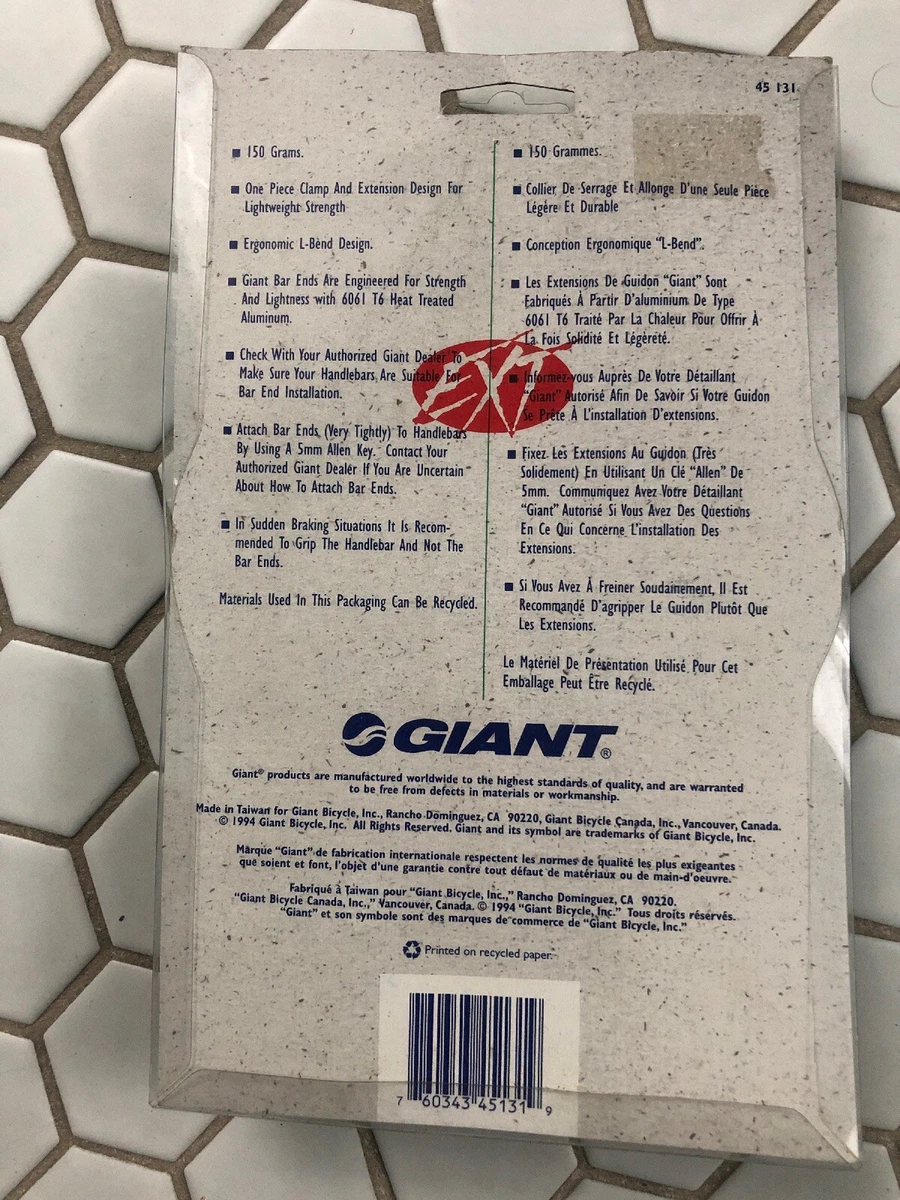 45 131
■ 150 Grams.
■ One Piece Clamp And Extension Design For
Lightweight Strength
■ Ergonomic L-Bend Design.
■ Giant Bar Ends Are Engineered For Strength
And Lightness with 6061 T6 Heat Treated
Aluminum.
■ Check With Your Authorized Giant Dealer To
Make Sure Your Handlebars Are Suitable For
Bar End Installation.
■ Attach Bar Ends (Very Tightly) To Handlebars
By Using A 5mm Allen Key. Contact Your
Authorized Giant Dealer If You Are Uncertain
About How To Attach Bar Ends.
■ In Sudden Braking Situations It Is Recom-
mended To Grip The Handlebar And Not The
Bar Ends.
Materials Used In This Packaging Can Be Recycled.
■ 150 Grammes.
■ Collier De Serrage Et Allonge D'une Seule Pièce
Légére Et Durable
■ Conception Ergonomique "L-Bend".
■ Les Extensions De Guidon "Giant" Sont
Fabriqués À Partir D'aluminium De Type
6061 T6 Traité Par La Chaleur Pour Offrir À
La Fois Solidité Et Légèreté.
■ Informez-vous Auprès De Votre Détaillant
"Giant" Autorisé Afin De Savoir Si Votre Guidon
Se Prête À L'installation D'extensions.
■ Fixez Les Extensions Au Guidon (Très
Solidement) En Utilisant Un Clé "Allen" De
5mm. Communiquez Avez Votre Détaillant
"Giant" Autorisé Si Vous Avez Des Questions
En Ce Qui Concerne L'installation Des
Extensions.
■ Si Vous Avez À Freiner Soudainement, Il Est
Recommandé D'agripper Le Guidon Plutôt Que
Les Extensions.
Le Matériel De Présentation Utilisé Pour Cet
Emballage Peut Être Recyclé.
EXT
GIANT®
Giant® products are manufactured worldwide to the highest standards of quality, and are warranted
to be free from defects in materials or workmanship.
Made in Taiwan for Giant Bicycle, Inc., Rancho Dominguez, CA 90220, Giant Bicycle Canada, Inc., Vancouver, Canada.
© 1994 Giant Bicycle, Inc. All Rights Reserved. Giant and its symbol are trademarks of Giant Bicycle, Inc.
Marque "Giant" de fabrication internationale respectent les normes de qualité les plus exigeantes
que soient et font, l'objet d'une garantie contre tout défaut de matériaux ou de main-d'oeuvre.
Fabriqué à Taiwan pour "Giant Bicycle, Inc.," Rancho Dominguez, CA 90220.
"Giant Bicycle Canada, Inc.," Vancouver, Canada. © 1994 "Giant Bicycle, Inc." Tous droits réservés.
"Giant" et son symbole sont des marques de commerce de "Giant Bicycle, Inc."
Printed on recycled paper.
7 60343 45131 9